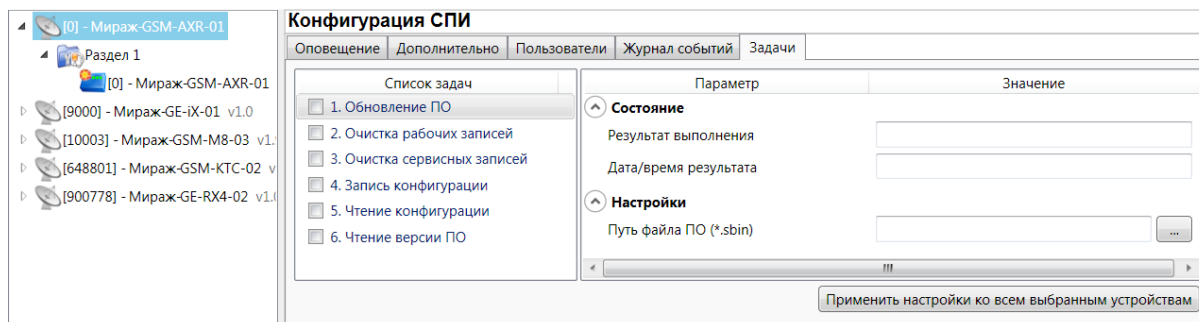 [0] - Мираж-GSM-AXR-01
Раздел 1
[0] - Мираж-GSM-AXR-01
[9000] - Мираж-GE-iX-01 v1.0
[10003] - Мираж-GSM-M8-03 v1.
[648801] - Мираж-GSM-KTC-02 v
[900778] - Мираж-GE-RX4-02 v1.0
Конфигурация СПИ
Оповещение Дополнительно Пользователи Журнал событий Задачи
Список задач
1. Обновление ПО
2. Очистка рабочих записей
3. Очистка сервисных записей
4. Запись конфигурации
5. Чтение конфигурации
6. Чтение версии ПО
Параметр Значение
Состояние
Результат выполнения
Дата/время результата
Настройки
Путь файла ПО (*.sbin) ...
Применить настройки ко всем выбранным устройствам